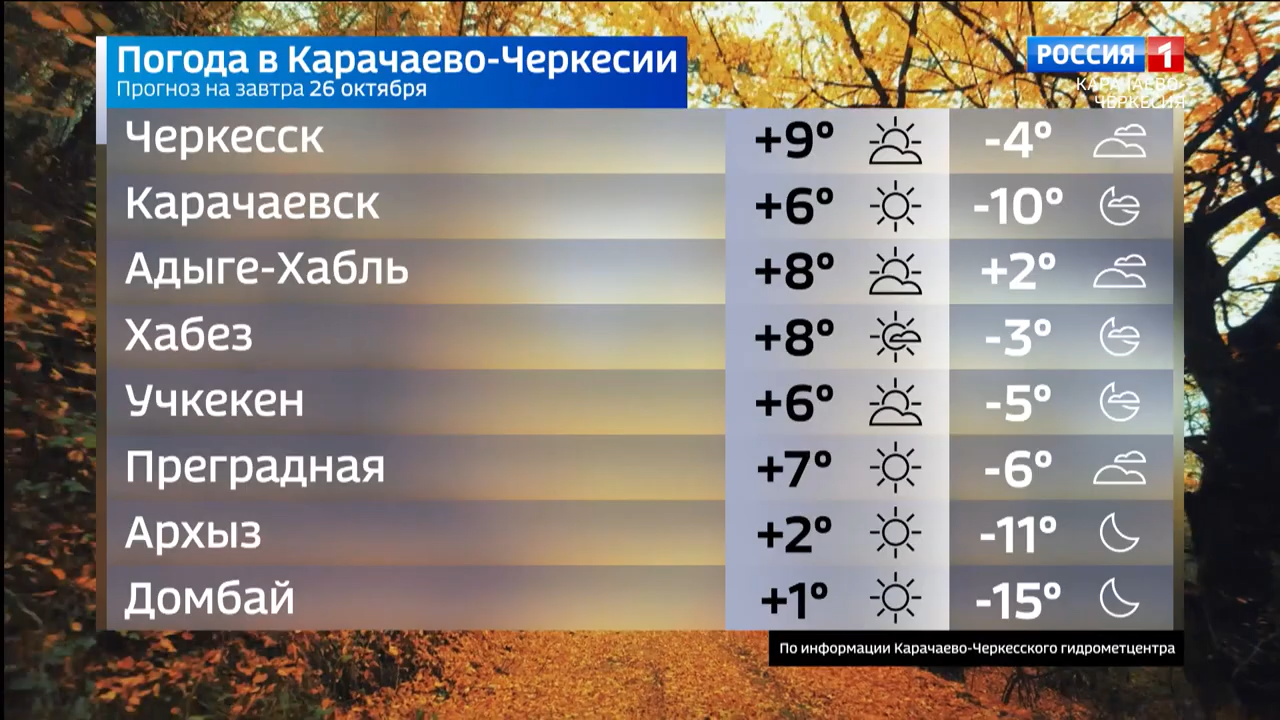 Погода в Карачаево-Черкесии
Прогноз на завтра 26 октября
РОССИЯ 1
КАРАЧАЕВО-
ЧЕРКЕСИЯ
Черкесск +9° -4°
Карачаевск +6° -10°
Адыге-Хабль +8° +2°
Хабез +8° -3°
Учкекен +6° -5°
Преградная +7° -6°
Архыз +2° -11°
Домбай +1° -15°
По информации Карачаево-Черкесского гидрометцентра